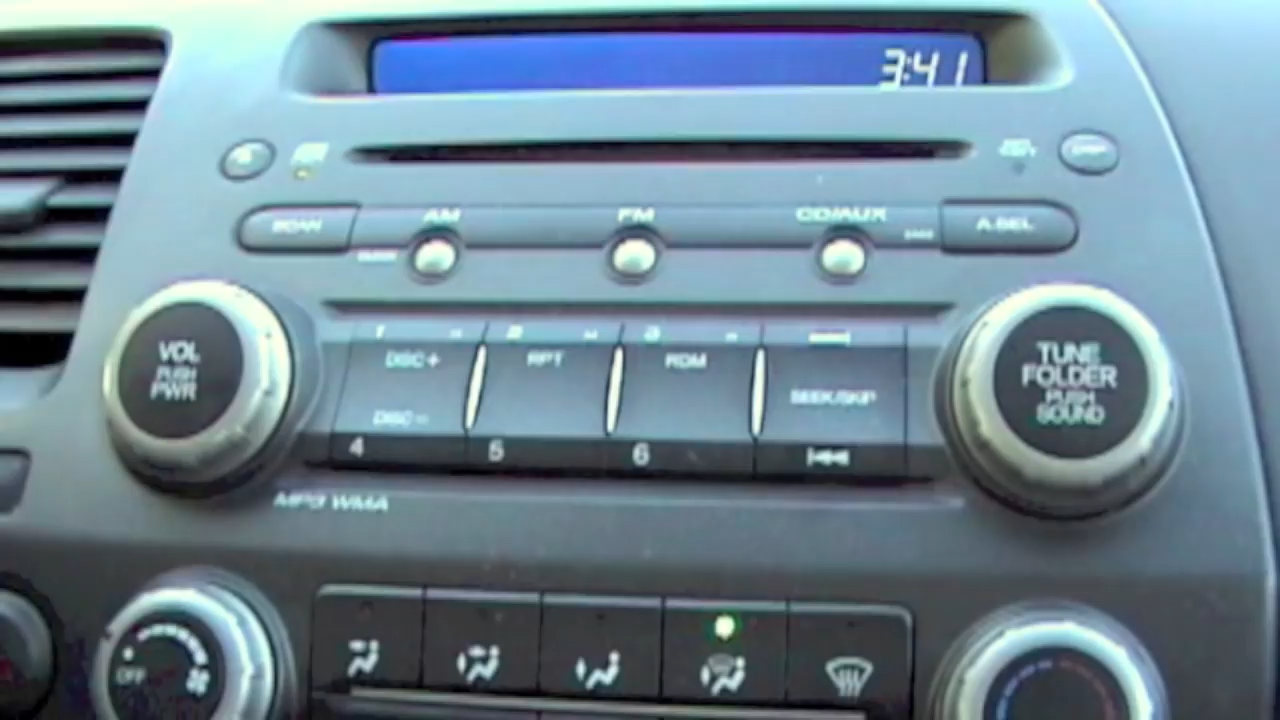 3:41
SCAN
AM
FM
CD/AUX
A.SEL
VOL
PUSH
PWR
1
2
3
DISC+
RPT
RDM
DISC-
SEEK/SKIP
4
5
6
TUNE
FOLDER
PUSH
SOUND
MP3 WMA
OFF